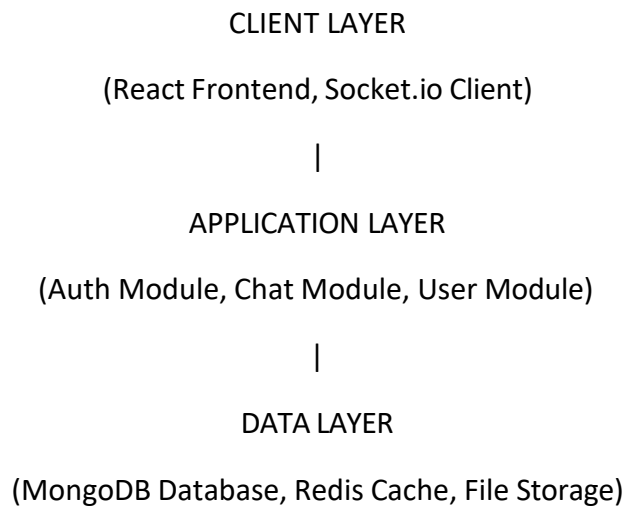 CLIENT LAYER
(React Frontend, Socket.io Client)
|
APPLICATION LAYER
(Auth Module, Chat Module, User Module)
|
DATA LAYER
(MongoDB Database, Redis Cache, File Storage)